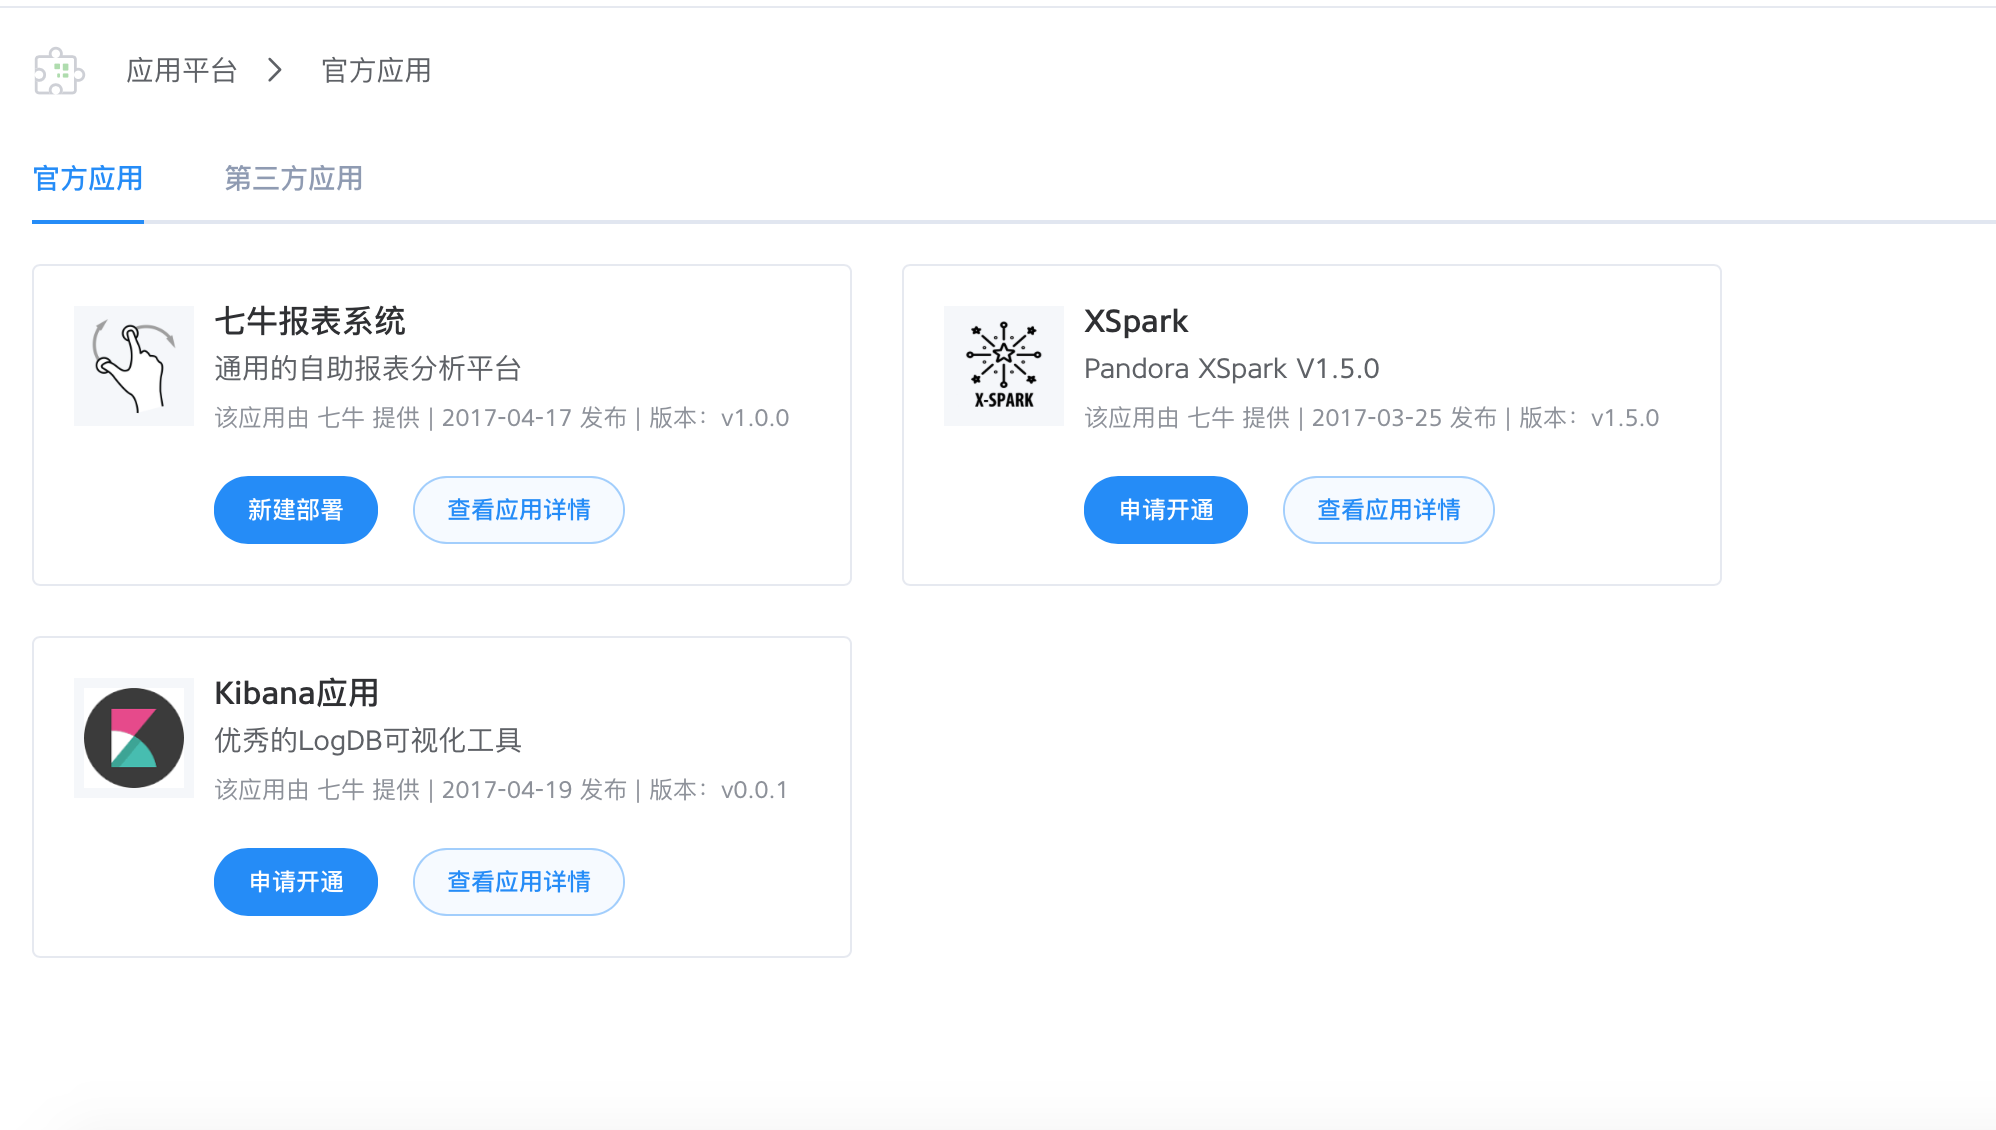 应用平台 > 官方应用
官方应用 第三方应用
七牛报表系统
通用的自助报表分析平台
该应用由 七牛 提供 | 2017-04-17 发布 | 版本：v1.0.0
新建部署 查看应用详情
X-SPARK
XSpark
Pandora XSpark V1.5.0
该应用由 七牛 提供 | 2017-03-25 发布 | 版本：v1.5.0
申请开通 查看应用详情
Kibana应用
优秀的LogDB可视化工具
该应用由 七牛 提供 | 2017-04-19 发布 | 版本：v0.0.1
申请开通 查看应用详情